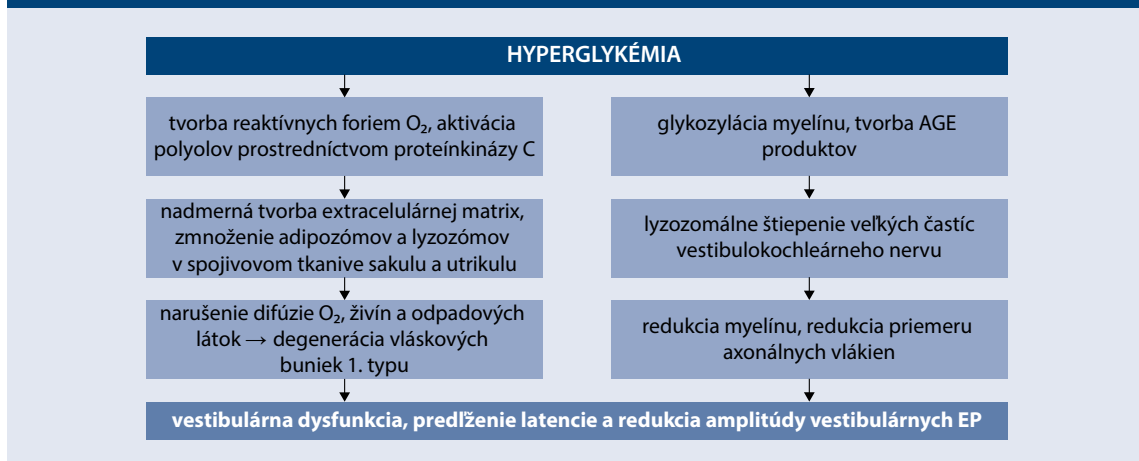 HYPERGLYKÉMIA
tvorba reaktívnych foriem O₂, aktivácia
polyolov prostredníctvom proteínkinázy C
nadmerná tvorba extracelulárnej matrix,
zmnoženie adipozómov a lyzozómov
v spojivovom tkanive sakulu a utrikulu
narušenie difúzie O₂, živín a odpadových
látok → degenerácia vláskových
buniek 1. typu
glykozylácia myelínu, tvorba AGE
produktov
lyzozomálne štiepenie veľkých častíc
vestibulokochleárneho nervu
redukcia myelínu, redukcia priemeru
axonálnych vlákien
vestibulárna dysfunkcia, predľženie latencie a redukcia amplitúdy vestibulárnych EP